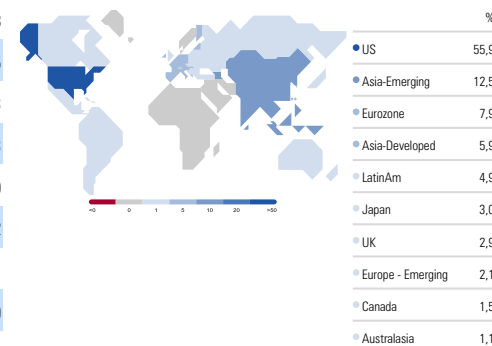 %
US 55,9
Asia-Emerging 12,5
Eurozone 7,9
Asia-Developed 5,9
LatinAm 4,9
Japan 3,0
UK 2,9
Europe - Emerging 2,1
Canada 1,5
Australasia 1,1
<0 0 1 5 10 20 >50